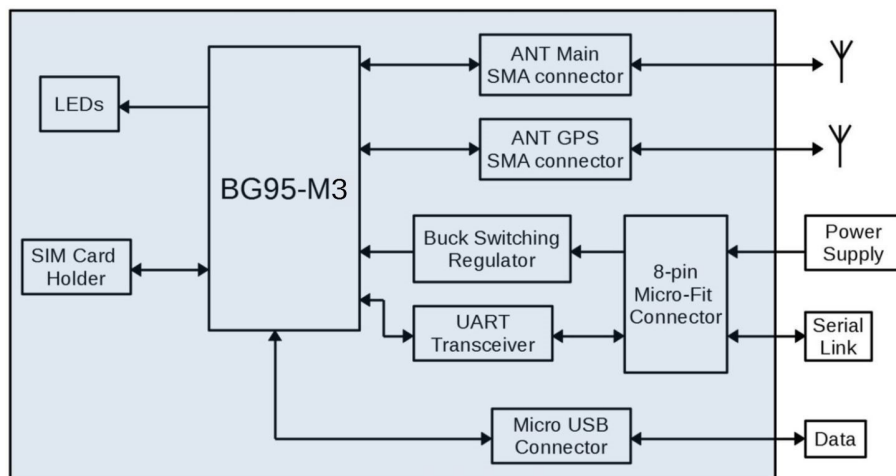 ANT Main
SMA connector
LEDs
ANT GPS
SMA connector
BG95-M3
Buck Switching
Regulator
8-pin
Micro-Fit
Connector
Power
Supply
SIM Card
Holder
UART
Transceiver
Serial
Link
Micro USB
Connector
Data